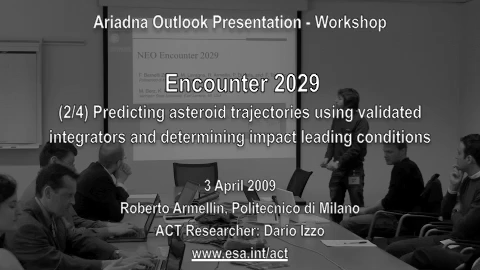 Ariadna Outlook Presentation - Workshop
NEO Encounter 2029
Encounter 2029
(2/4) Predicting asteroid trajectories using validated
integrators and determining impact leading conditions
3 April 2009
Roberto Armellin, Politecnico di Milano
ACT Researcher: Dario Izzo
www.esa.int/act